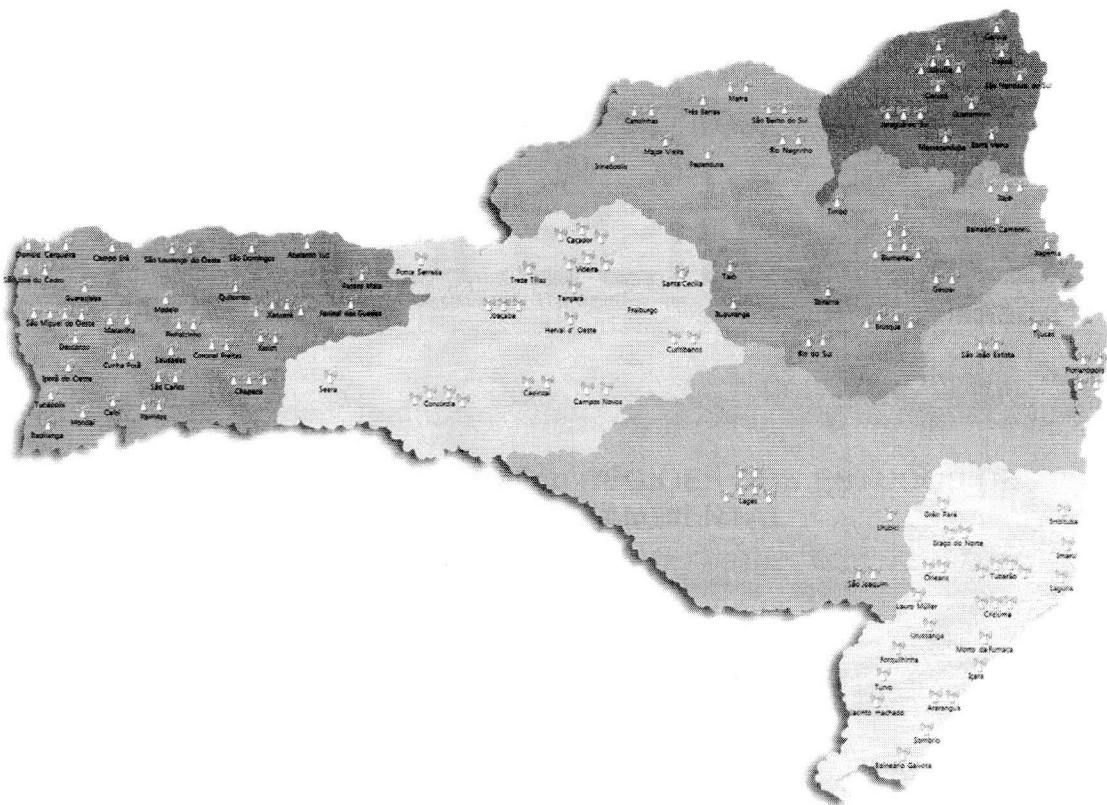 Garuva
Itapoá
Joinville
São Francisco do Sul
Mafra
Três Barras
Canoinhas
São Bento do Sul
Guaramirim
Jaraguá do Sul
Major Vieira
Rio Negrinho
Massaranduba
Barra Velha
Irineópolis
Papanduva
Timbó
Itajaí
Balneário Camboriú
Caçador
Itapema
Dionísio Cerqueira
Campo Erê
São Lourenço do Oeste
São Domingos
Abelardo Luz
Blumenau
Ponte Serrada
Videira
Treze Tílias
Santa Cecília
Taió
São José do Cedro
Passos Maia
Gaspar
Guaraciaba
Quilombo
Tangará
Ibirama
Modelo
Xanxerê
Faxinal dos Guedes
Joaçaba
Fraiburgo
Ituporanga
São Miguel do Oeste
Maravilha
Pinhalzinho
Herval d' Oeste
Brusque
Tijucas
Descanso
Coronel Freitas
Xaxim
Curitibanos
Rio do Sul
São João Batista
Cunha Porã
Saudades
Florianópolis
Iporã do Oeste
São Carlos
Chapecó
Seara
Capinzal
Campos Novos
Tunápolis
Caibi
Concórdia
Mondaí
Palmitos
Itapiranga
Lages
Grão Pará
Imbituba
Urubici
Braço do Norte
Imaruí
Orleans
Tubarão
São Joaquim
Laguna
Lauro Müller
Criciúma
Urussanga
Morro da Fumaça
Forquilhinha
Içara
Turvo
Jacinto Machado
Araranguá
Sombrio
Balneário Gaivota